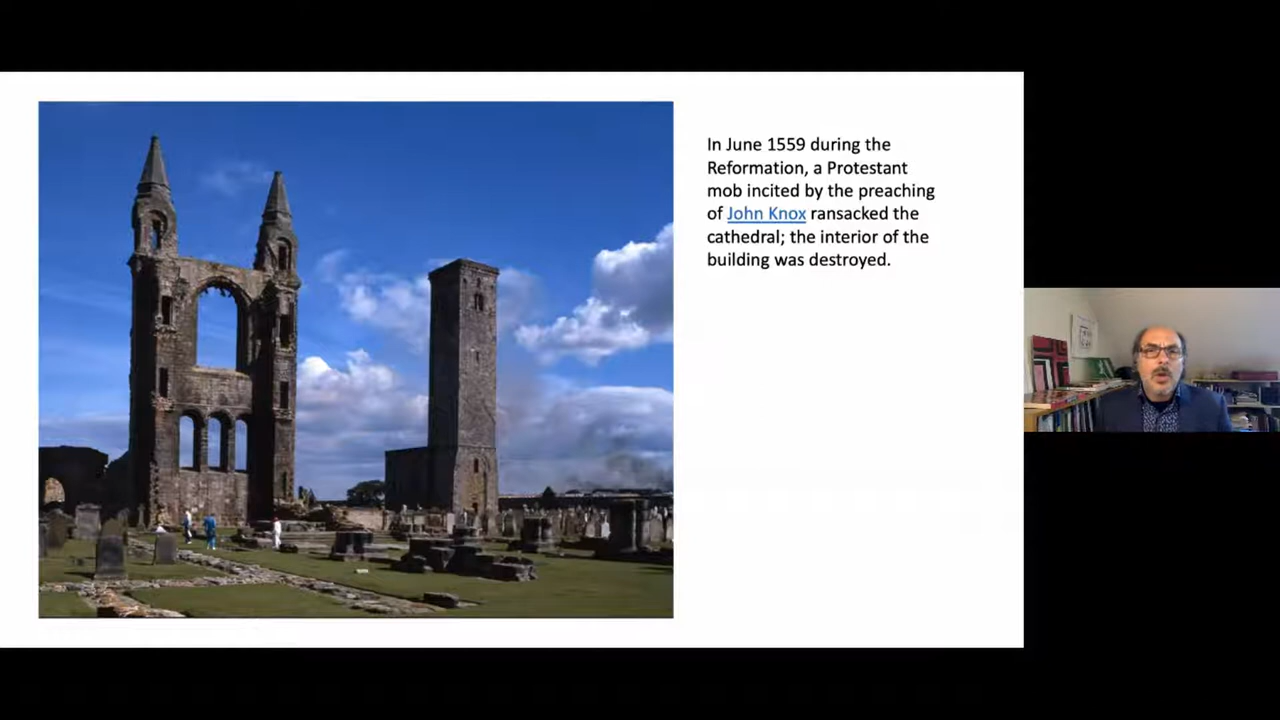 In June 1559 during the
Reformation, a Protestant
mob incited by the preaching
of John Knox ransacked the
cathedral; the interior of the
building was destroyed.